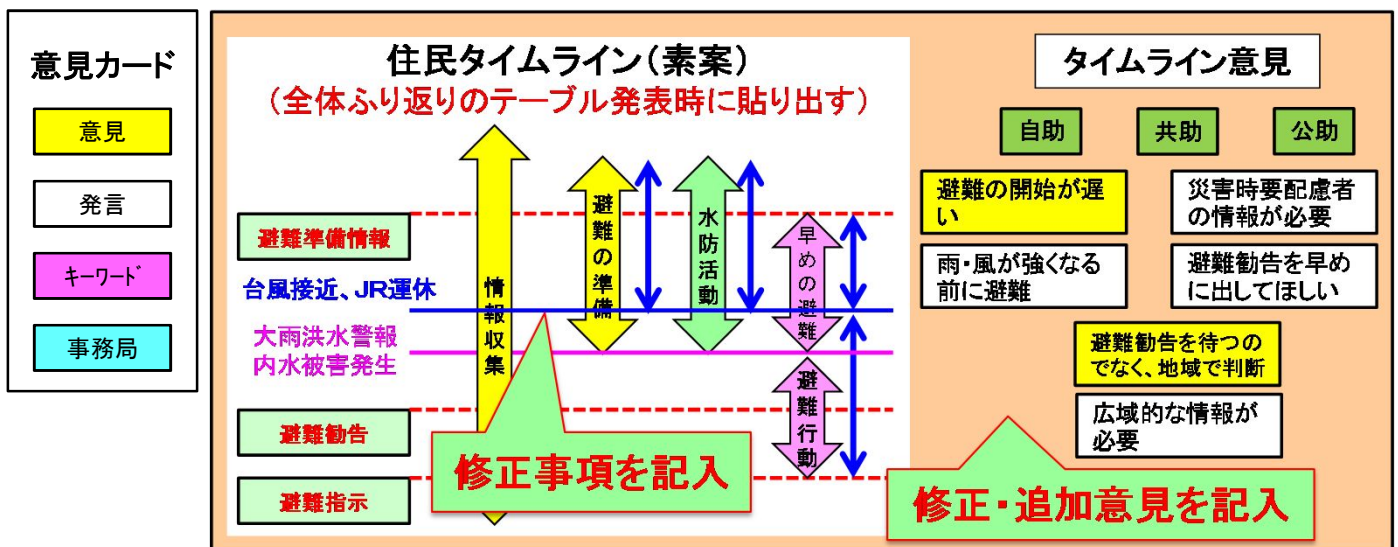 意見カード
意見
発言
キーワード
事務局
住民タイムライン（素案）
（全体ふり返りのテーブル発表時に貼り出す）
避難準備情報
台風接近、JR運休
大雨洪水警報
内水被害発生
避難勧告
避難指示
情報収集
避難の準備
水防活動
早めの避難
避難行動
修正事項を記入
タイムライン意見
自助
共助
公助
避難の開始が遅
い
災害時要配慮者
の情報が必要
雨・風が強くなる
前に避難
避難勧告を早め
に出してほしい
避難勧告を待つの
でなく、地域で判断
広域的な情報が
必要
修正・追加意見を記入